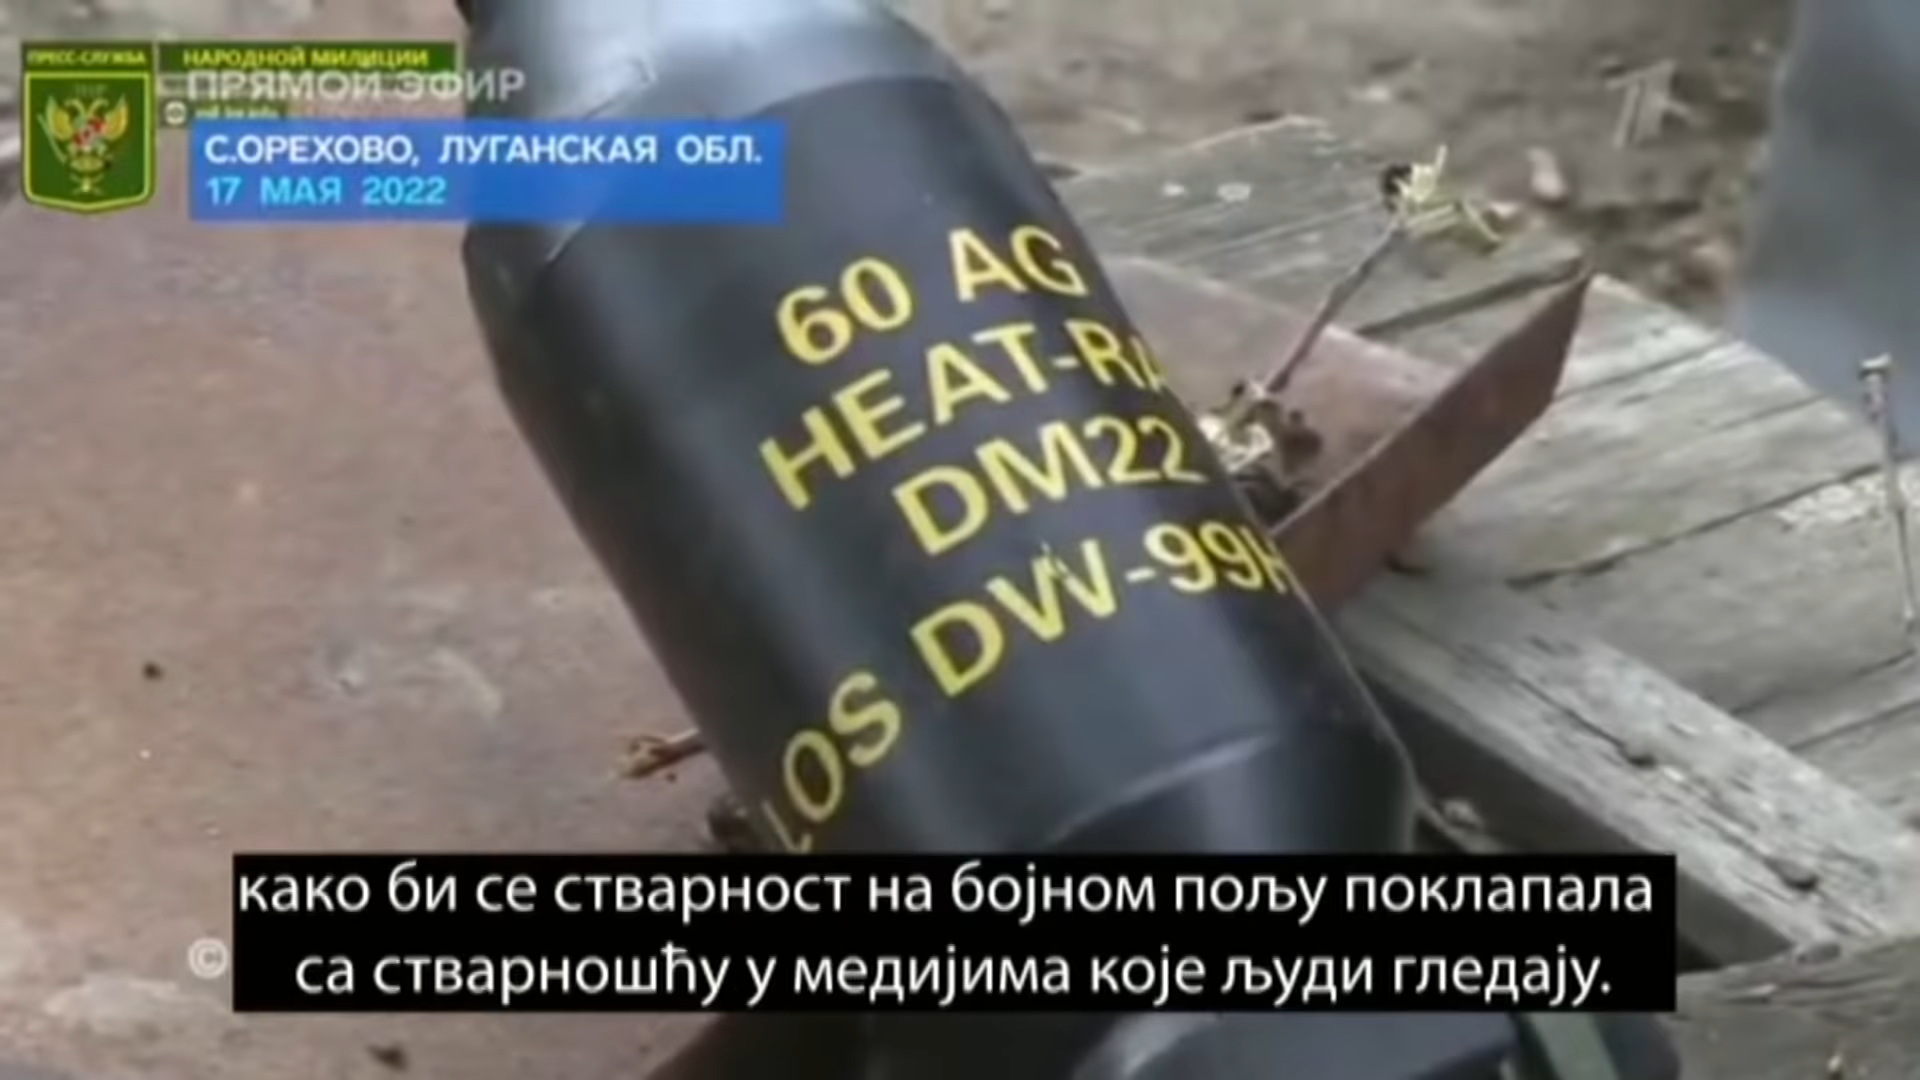 ПРЕСС-СЛУЖБА НАРОДНОЙ МИЛИЦИИ
ПРЯМОЙ ЭФИР
С.ОРЕХОВО, ЛУГАНСКАЯ ОБЛ.
17 МАЯ 2022
60 AG
HEAT-RA
DM22
LOS DW-99H
како би се стварност на бојном пољу поклапала
©
са стварношћу у медијима које људи гледају.